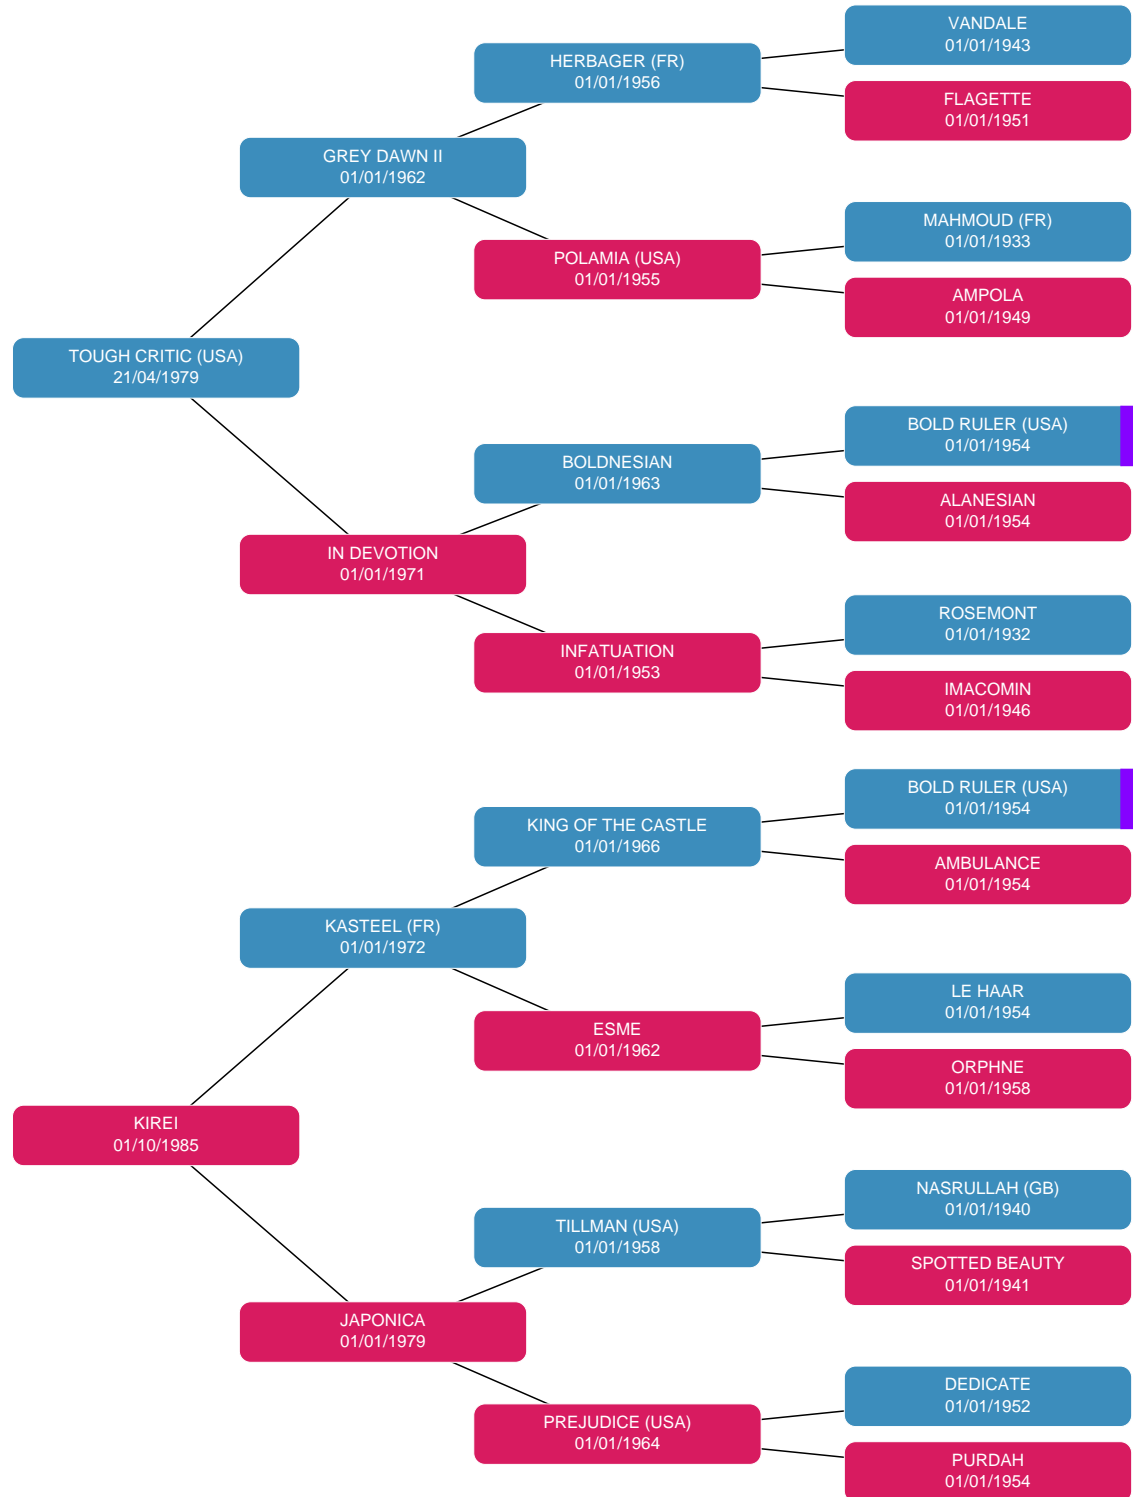 VANDALE
01/01/1943
HERBAGER (FR)
01/01/1956
FLAGETTE
01/01/1951
GREY DAWN II
01/01/1962
MAHMOUD (FR)
01/01/1933
POLAMIA (USA)
01/01/1955
AMPOLA
01/01/1949
TOUGH CRITIC (USA)
21/04/1979
BOLD RULER (USA)
01/01/1954
BOLDNESIAN
01/01/1963
ALANESIAN
01/01/1954
IN DEVOTION
01/01/1971
ROSEMONT
01/01/1932
INFATUATION
01/01/1953
IMACOMIN
01/01/1946
BOLD RULER (USA)
01/01/1954
KING OF THE CASTLE
01/01/1966
AMBULANCE
01/01/1954
KASTEEL (FR)
01/01/1972
LE HAAR
01/01/1954
ESME
01/01/1962
ORPHNE
01/01/1958
KIREI
01/10/1985
NASRULLAH (GB)
01/01/1940
TILLMAN (USA)
01/01/1958
SPOTTED BEAUTY
01/01/1941
JAPONICA
01/01/1979
DEDICATE
01/01/1952
PREJUDICE (USA)
01/01/1964
PURDAH
01/01/1954